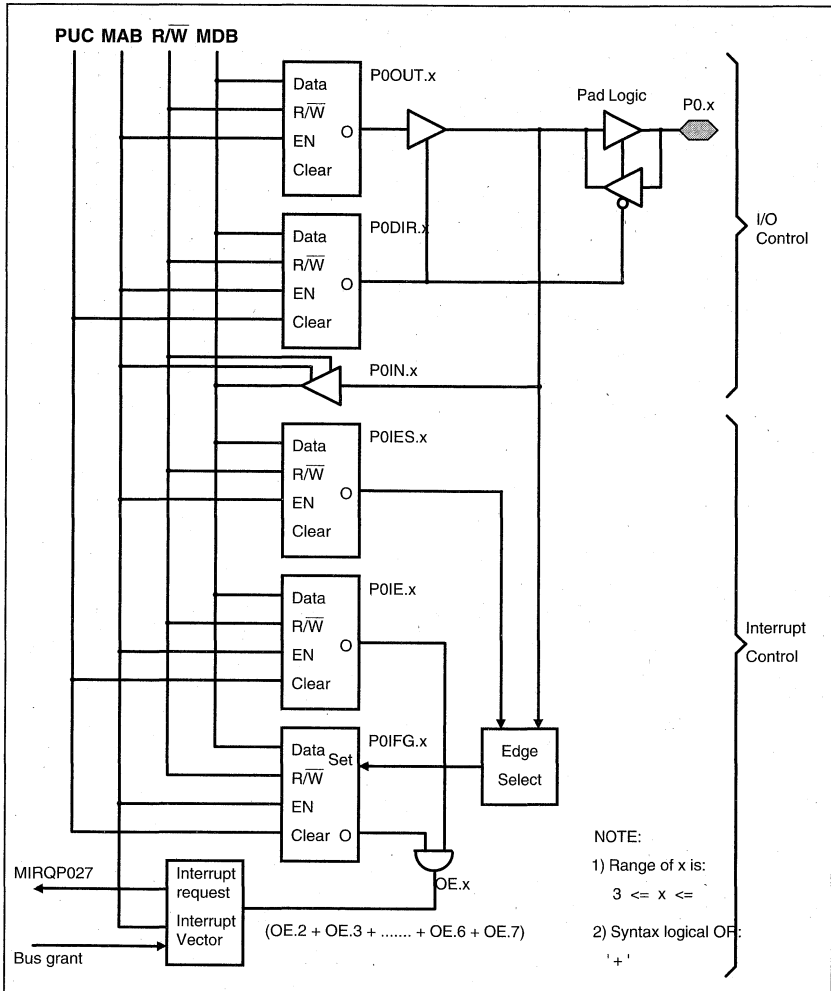 PUC MAB R/W MDB
Data
R/W
EN
Clear
O
P0OUT.x
Pad Logic
P0.x
Data
R/W
EN
Clear
O
P0DIR.x
I/O
Control
P0IN.x
Data
R/W
EN
Clear
O
P0IES.x
Data
R/W
EN
Clear
O
P0IE.x
Interrupt
Control
Data
Set
R/W
EN
Clear
O
P0IFG.x
Edge
Select
OE.x
MIRQP027
Interrupt
request
Interrupt
Vector
Bus grant
(OE.2 + OE.3 + ....... + OE.6 + OE.7)
NOTE:
1) Range of x is:
3 <= x <=
2) Syntax logical OR:
' + '